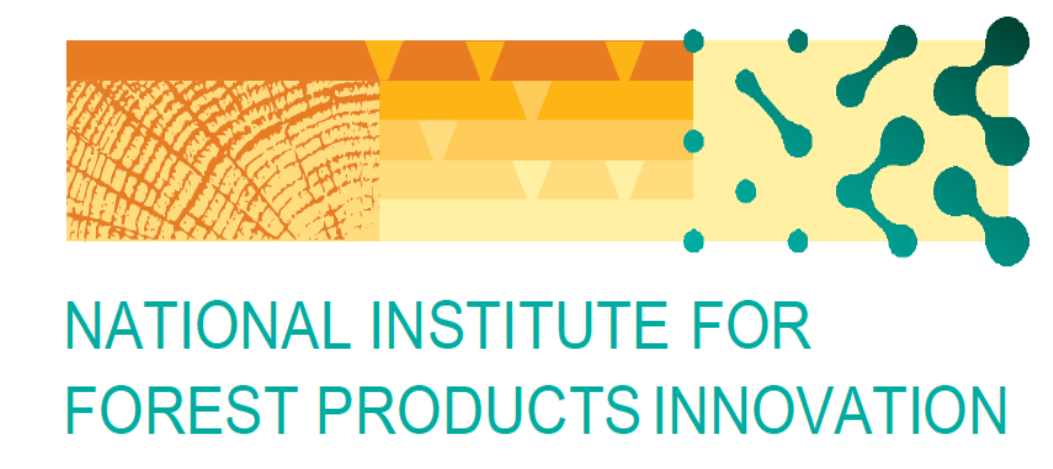 NATIONAL INSTITUTE FOR
FOREST PRODUCTS INNOVATION